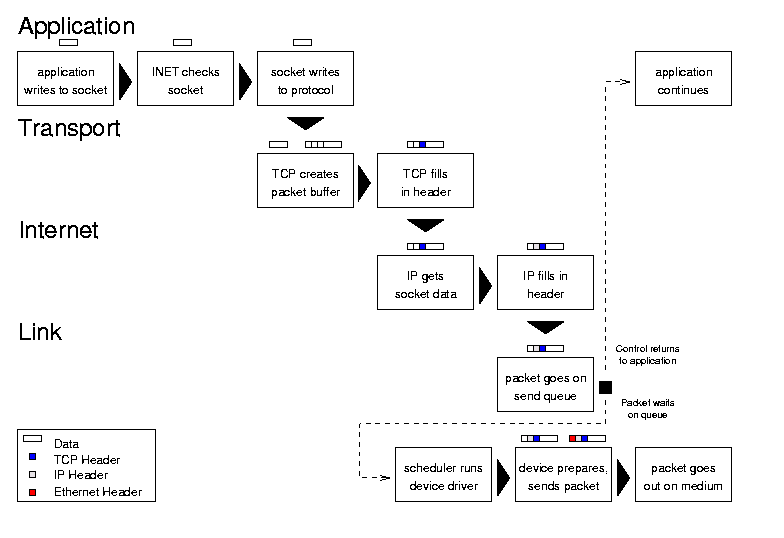 Application
application
writes to socket
INET checks
socket
socket writes
to protocol
application
continues
Transport
TCP creates
packet buffer
TCP fills
in header
Internet
IP gets
socket data
IP fills in
header
Link
packet goes on
send queue
Control returns
to application
Packet waits
on queue
Data
TCP Header
IP Header
Ethernet Header
scheduler runs
device driver
device prepares,
sends packet
packet goes
out on medium